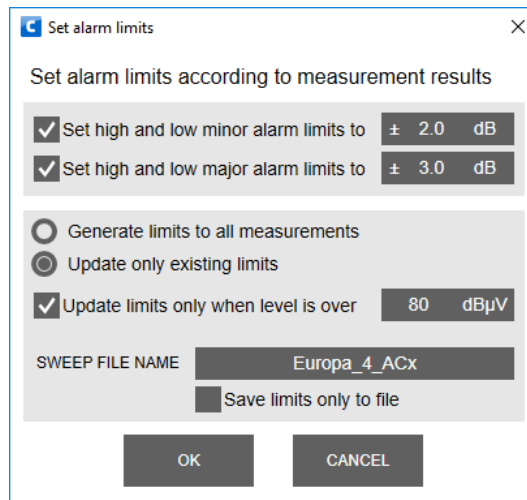 C Set alarm limits
Set alarm limits according to measurement results
Set high and low minor alarm limits to ± 2.0 dB
Set high and low major alarm limits to ± 3.0 dB
Generate limits to all measurements
Update only existing limits
Update limits only when level is over 80 dBµV
SWEEP FILE NAME Europa_4_ACx
Save limits only to file
OK CANCEL